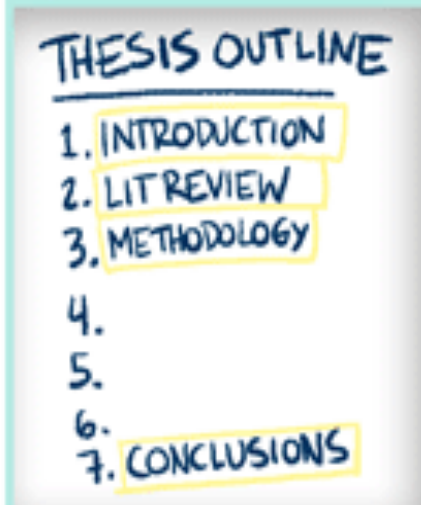 THESIS OUTLINE
1. INTRODUCTION
2. LIT REVIEW
3. METHODOLOGY
4.
5.
6.
7. CONCLUSIONS